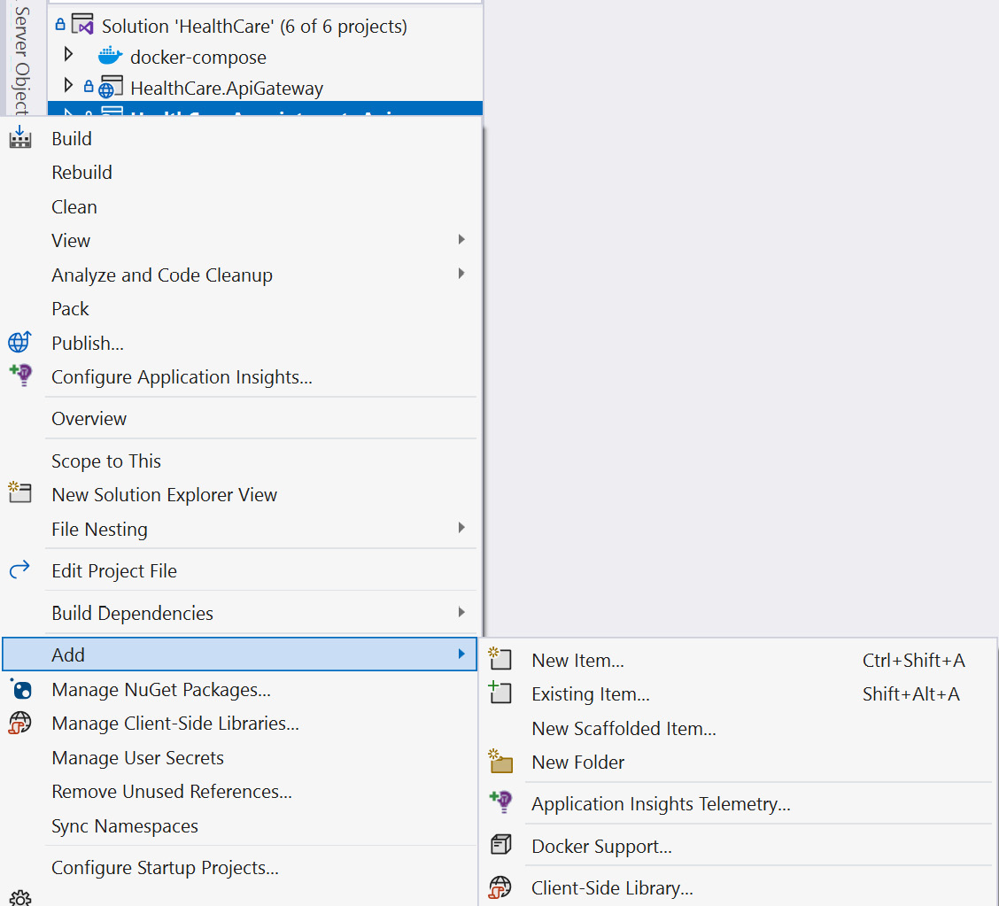 Server Object
Solution 'HealthCare' (6 of 6 projects)
docker-compose
HealthCare.ApiGateway
Build
Rebuild
Clean
View
Analyze and Code Cleanup
Pack
Publish...
Configure Application Insights...
Overview
Scope to This
New Solution Explorer View
File Nesting
Edit Project File
Build Dependencies
Add
Manage NuGet Packages...
Manage Client-Side Libraries...
Manage User Secrets
Remove Unused References...
Sync Namespaces
Configure Startup Projects...
New Item... Ctrl+Shift+A
Existing Item... Shift+Alt+A
New Scaffolded Item...
New Folder
Application Insights Telemetry...
Docker Support...
Client-Side Library...